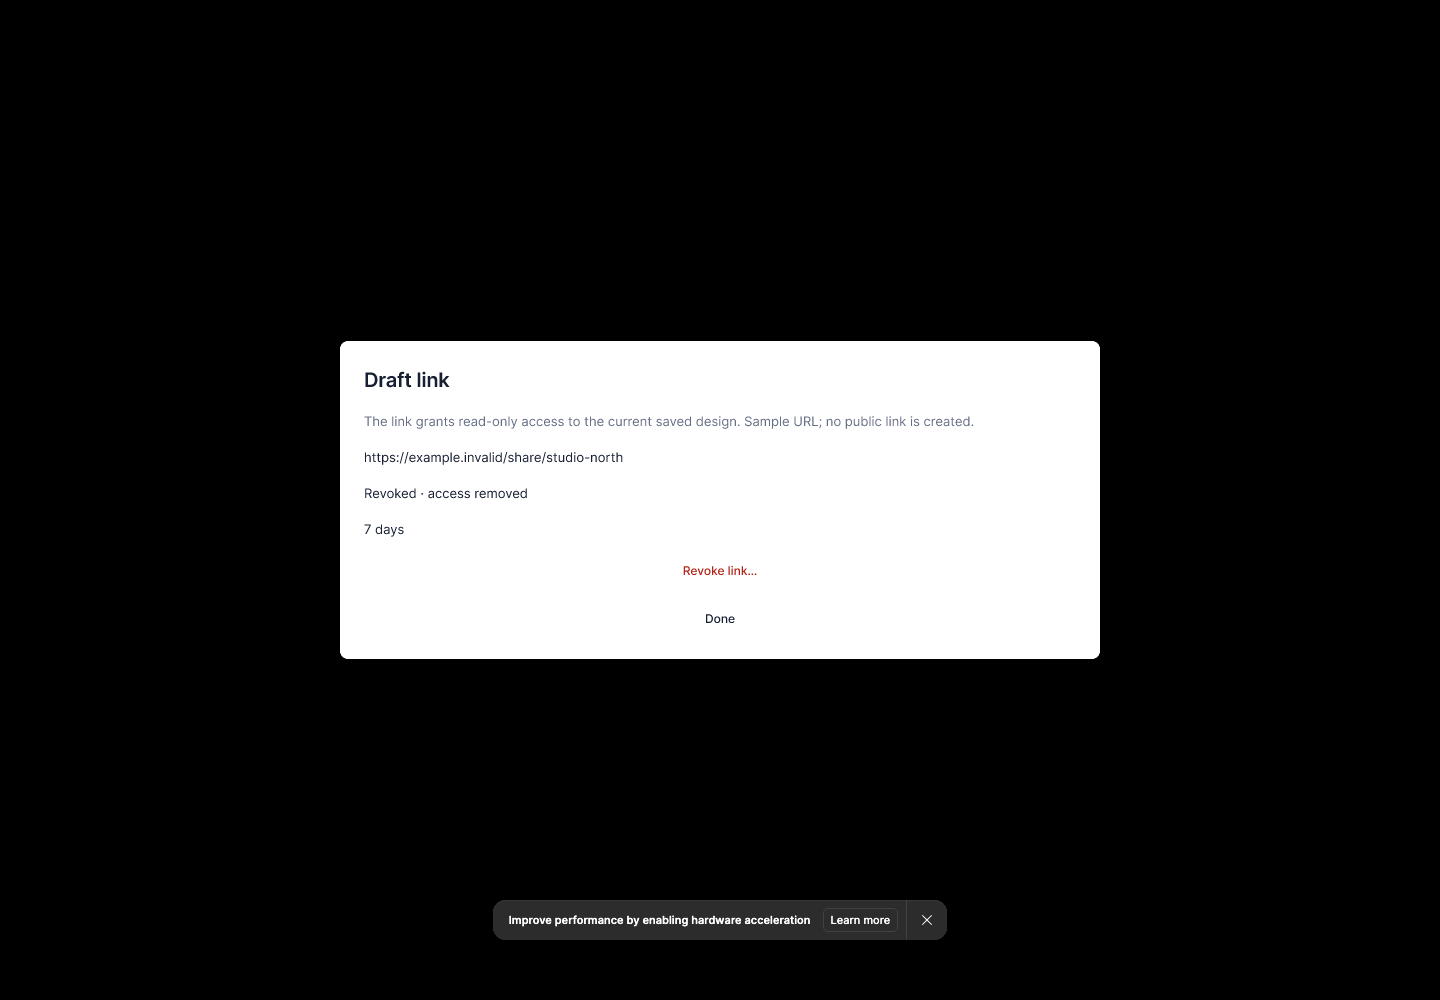 Draft link
The link grants read-only access to the current saved design. Sample URL; no public link is created.
https://example.invalid/share/studio-north
Revoked · access removed
7 days
Revoke link...
Done
Improve performance by enabling hardware acceleration
Learn more